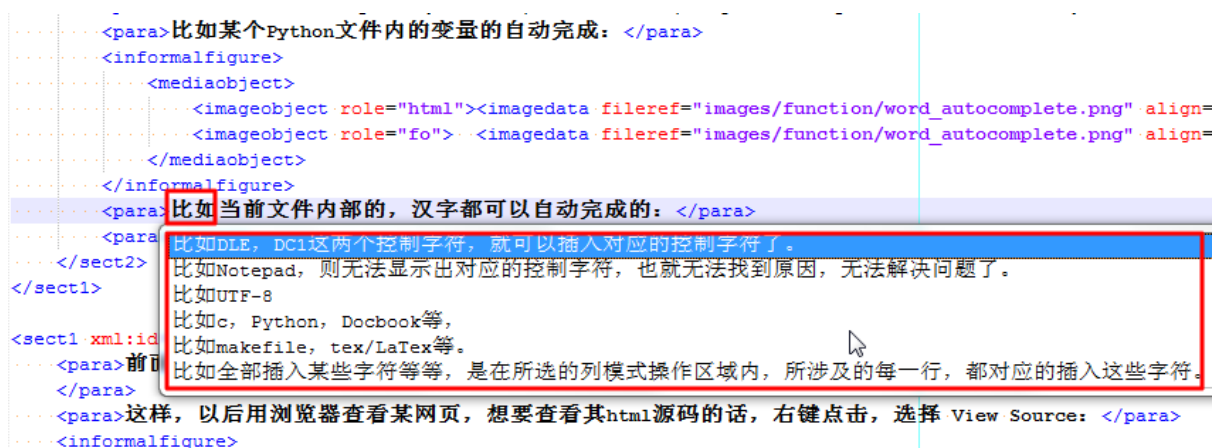 <para>比如某个Python文件内的变量的自动完成：</para>
<informalfigure>
<mediaobject>
<imageobject role="html"><imagedata fileref="images/function/word_autocomplete.png" align=
<imageobject role="fo"> <imagedata fileref="images/function/word_autocomplete.png" align=
</mediaobject>
</informalfigure>
<para>比如当前文件内部的，汉字都可以自动完成的：</para>
<para
比如DLE，DC1这两个控制字符，就可以插入对应的控制字符了。
</sect2>
比如Notepad，则无法显示出对应的控制字符，也就无法找到原因，无法解决问题了。
</sect1>
比如UTF-8
比如c，Python，Docbook等，
<sect1 xml:id
比如makefile，tex/LaTex等。
<para>前面
比如全部插入某些字符等等，是在所选的列模式操作区域内，所涉及的每一行，都对应的插入这些字符。
</para>
<para>这样，以后用浏览器查看某网页，想要查看其html源码的话，右键点击，选择 View Source：</para>
<informalfigure>